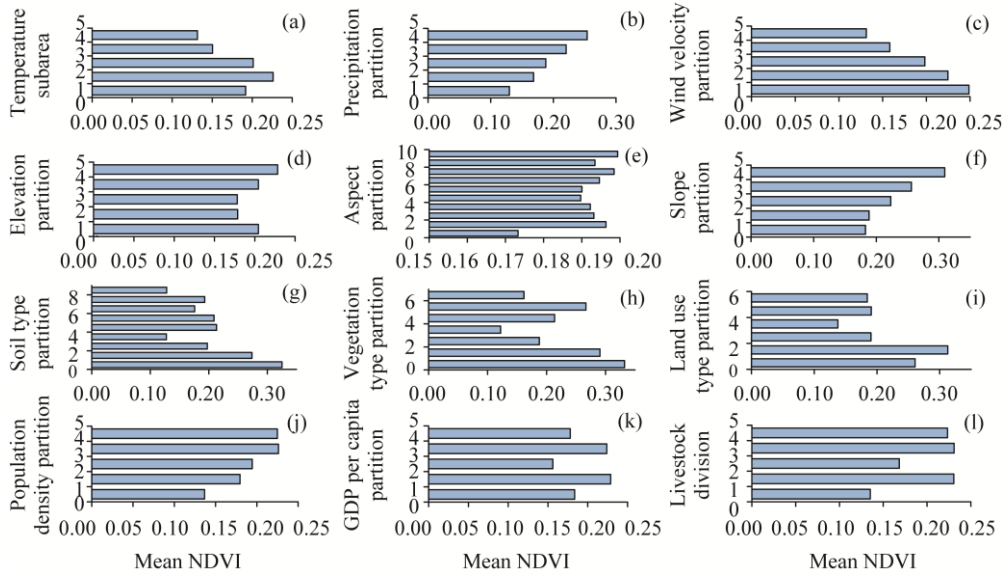 Temperature
subarea
5
4
3
2
1
0
(a)
0.00 0.05 0.10 0.15 0.20 0.25
Precipitation
partition
5
4
3
2
1
0
(b)
0.00 0.10 0.20 0.30
Wind velocity
partition
5
4
3
2
1
0
(c)
0.00 0.05 0.10 0.15 0.20 0.25
Elevation
partition
5
4
3
2
1
0
(d)
0.00 0.05 0.10 0.15 0.20 0.25
Aspect
partition
10
8
6
4
2
0
(e)
0.15 0.16 0.17 0.18 0.19 0.20
Slope
partition
5
4
3
2
1
0
(f)
0.00 0.10 0.20 0.30
Soil type
partition
8
6
4
2
0
(g)
0.00 0.10 0.20 0.30
Vegetation
type partition
6
4
2
0
(h)
0.00 0.10 0.20 0.30
Land use
type partition
6
4
2
0
(i)
0.00 0.10 0.20 0.30
Population
density partition
5
4
3
2
1
0
(j)
0.00 0.05 0.10 0.15 0.20 0.25
Mean NDVI
GDP per capita
partition
5
4
3
2
1
0
(k)
0.00 0.05 0.10 0.15 0.20 0.25
Mean NDVI
Livestock
division
5
4
3
2
1
0
(l)
0.00 0.05 0.10 0.15 0.20 0.25
Mean NDVI